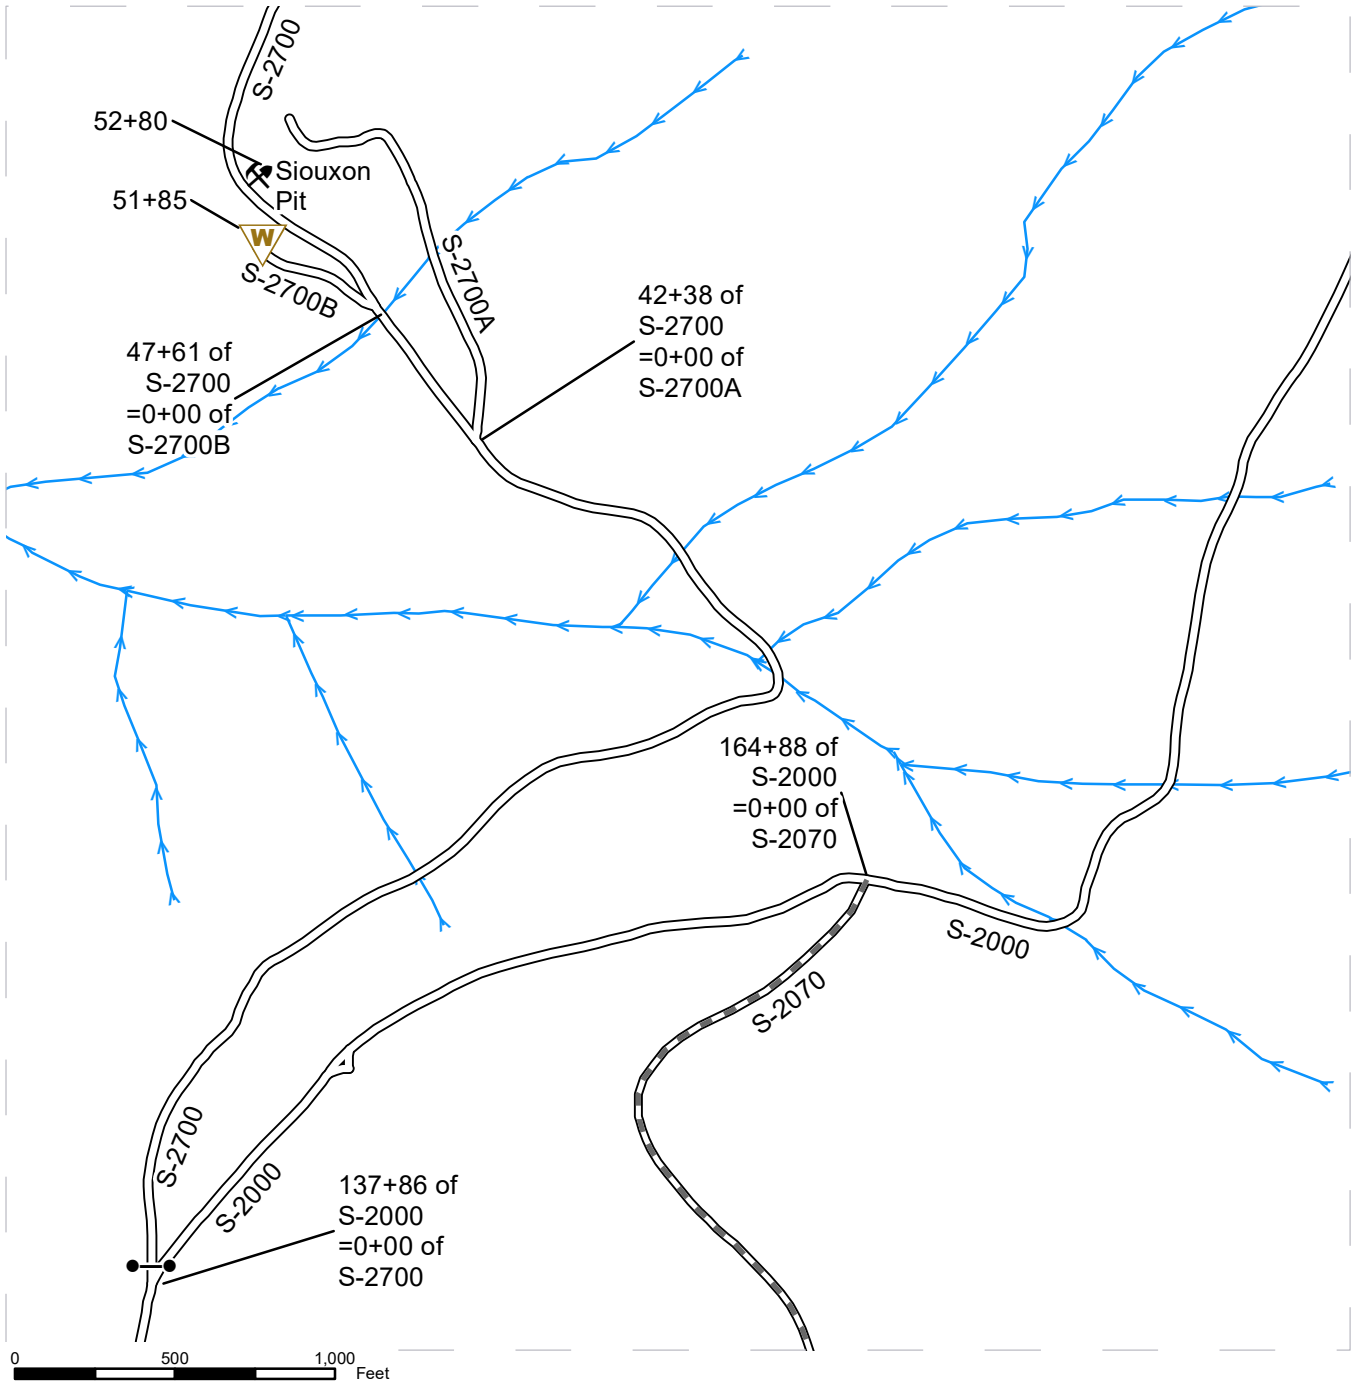 S-2700
52+80
Siouxon
Pit
51+85
W
S-2700B
S-2700A
42+38 of
S-2700
=0+00 of
S-2700A
47+61 of
S-2700
=0+00 of
S-2700B
164+88 of
S-2000
=0+00 of
S-2070
S-2000
S-2070
S-2700
S-2000
137+86 of
S-2000
=0+00 of
S-2700
0 500 1,000
Feet